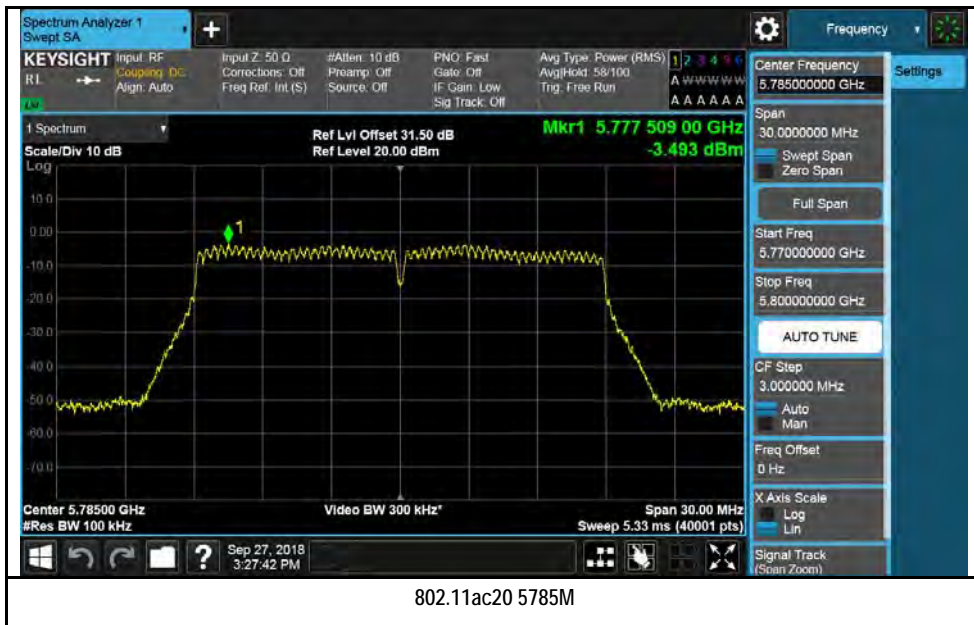 Spectrum Analyzer 1
Swept SA
+
Frequency
KEYSIGHT
RL
Input: RF
Coupling: DC
Align: Auto
Input Z: 50 Ω
Corrections: Off
Freq Ref: Int (S)
#Atten: 10 dB
Preamp: Off
Source: Off
PNO: Fast
Gate: Off
IF Gain: Low
Sig Track: Off
Avg Type: Power (RMS)
Avg|Hold: 58/100
Trig: Free Run
1 2 3 4 5 6
A W W W W W
A A A A A A
1 Spectrum
Scale/Div 10 dB
Ref Lvl Offset 31.50 dB
Ref Level 20.00 dBm
Mkr1 5.777 509 00 GHz
-3.493 dBm
Log
10.0
0.00
-10.0
-20.0
-30.0
-40.0
-50.0
-60.0
-70.0
1
Center 5.78500 GHz
#Res BW 100 kHz
Video BW 300 kHz*
Span 30.00 MHz
Sweep 5.33 ms (40001 pts)
?
Sep 27, 2018
3:27:42 PM
Center Frequency
5.785000000 GHz
Settings
Span
30.0000000 MHz
Swept Span
Zero Span
Full Span
Start Freq
5.770000000 GHz
Stop Freq
5.800000000 GHz
AUTO TUNE
CF Step
3.000000 MHz
Auto
Man
Freq Offset
0 Hz
X Axis Scale
Log
Lin
Signal Track
(Span Zoom)
802.11ac20 5785M